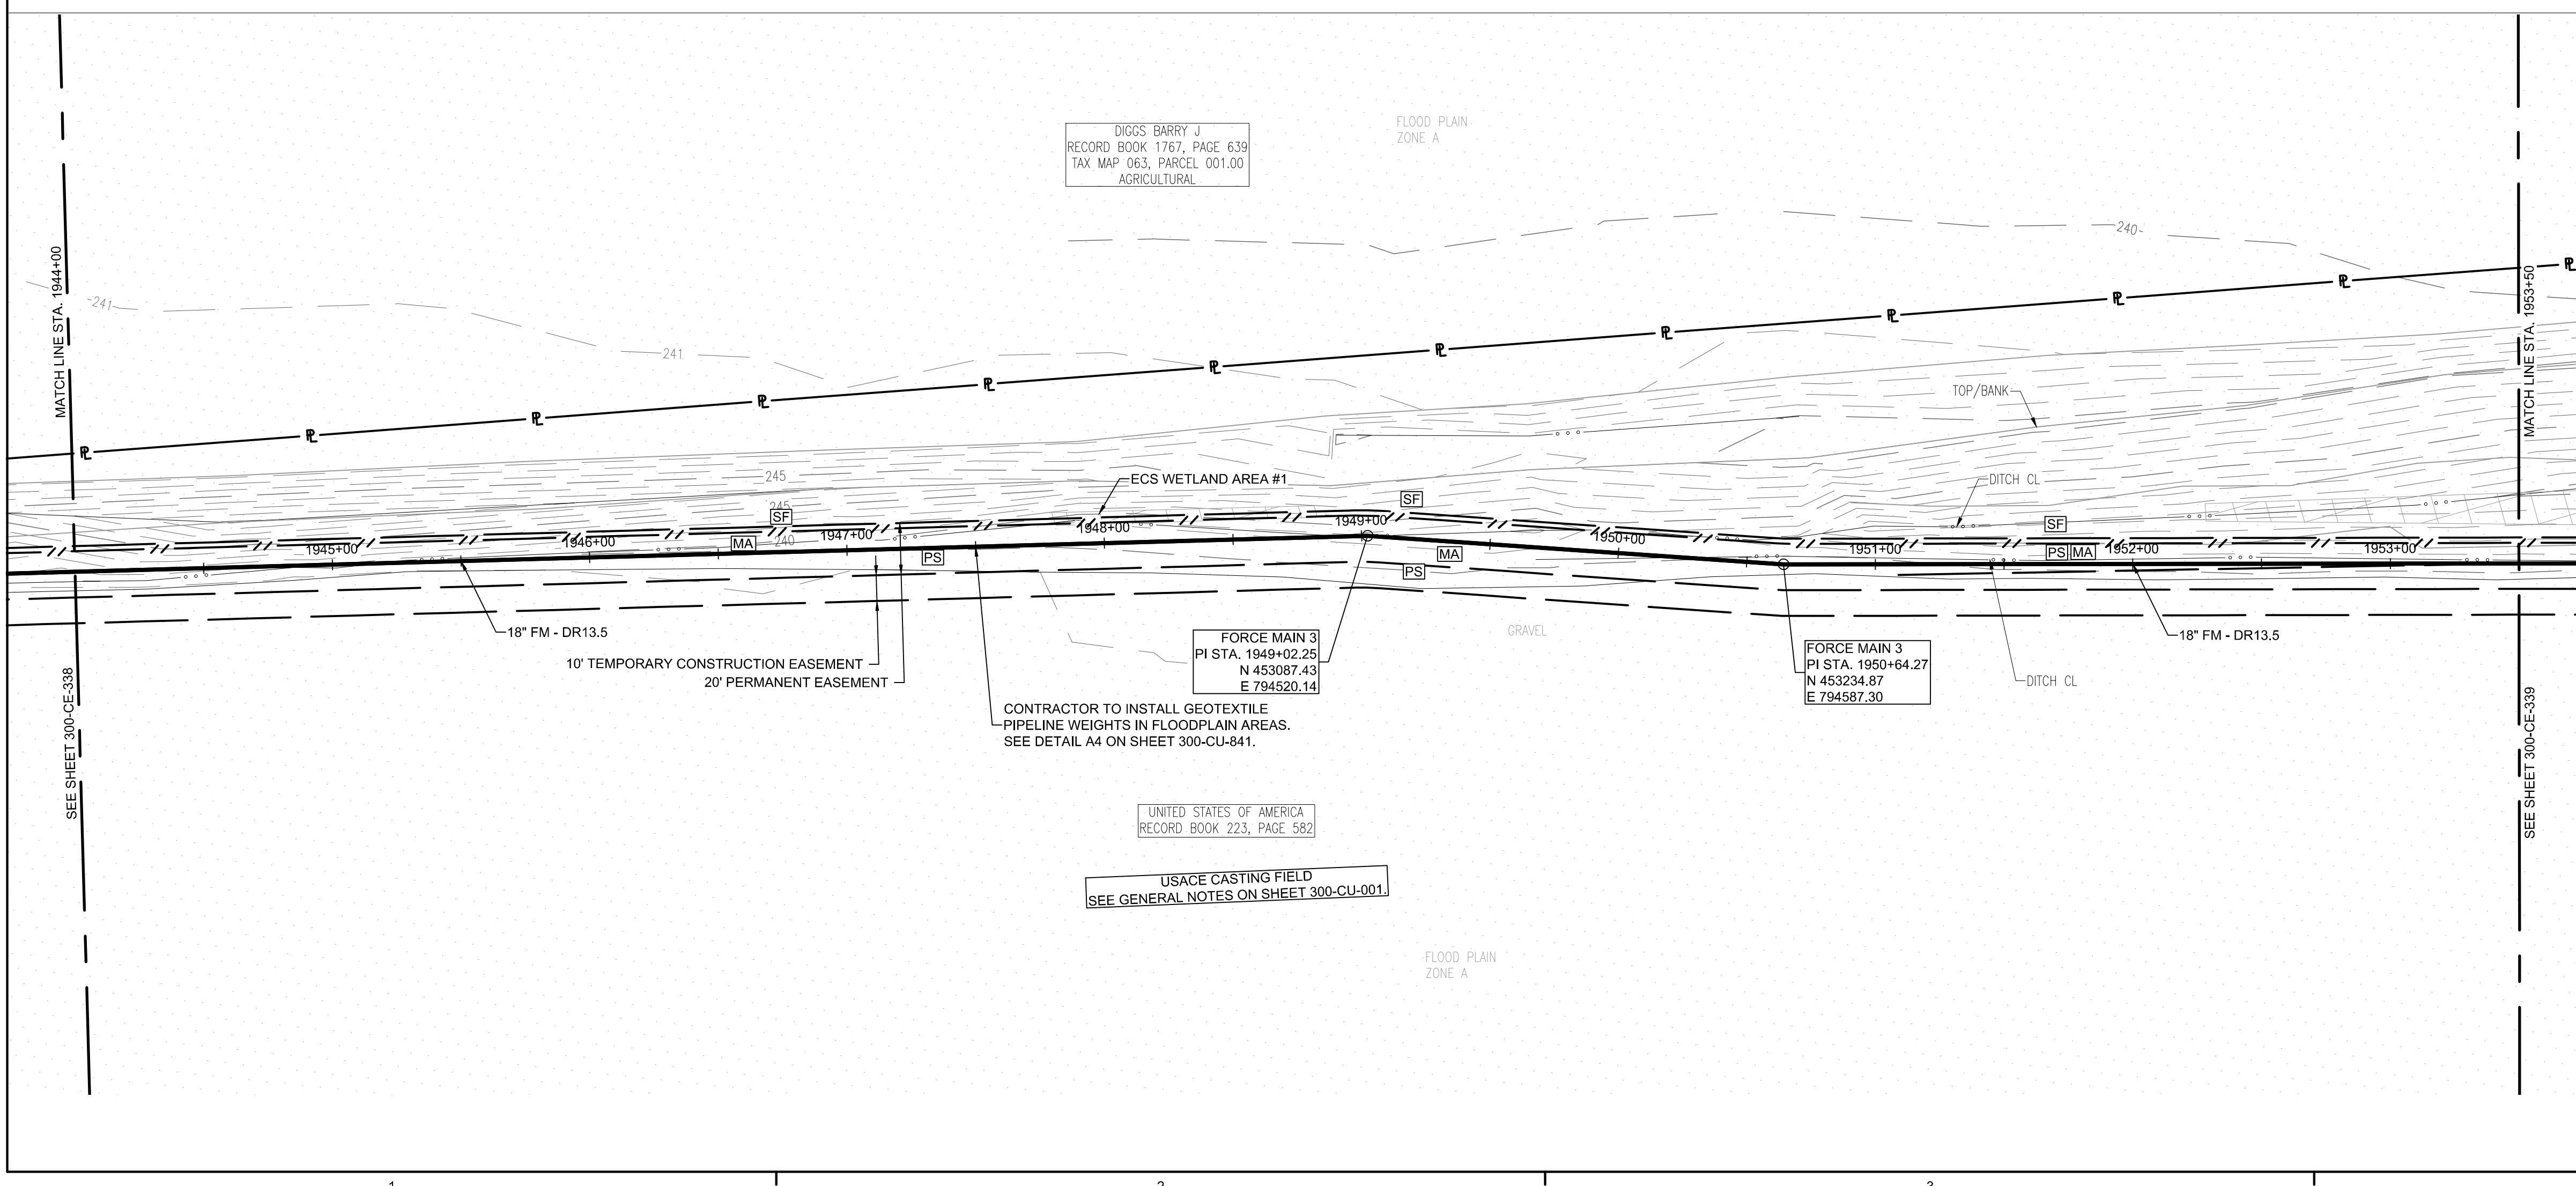 DIGGS BARRY J
RECORD BOOK 1767, PAGE 639
TAX MAP 063, PARCEL 001.00
AGRICULTURAL
FLOOD PLAIN
ZONE A
240
MATCH LINE STA. 1944+00
MATCH LINE STA. 1953+50
241
241
TOP/BANK
245
ECS WETLAND AREA #1
DITCH CL
245
SF
SF
SF
240
MA
PS
MA
PS
PS
MA
1945+00
1946+00
1947+00
1948+00
1949+00
1950+00
1951+00
1952+00
1953+00
18" FM - DR13.5
10' TEMPORARY CONSTRUCTION EASEMENT
20' PERMANENT EASEMENT
FORCE MAIN 3
PI STA. 1949+02.25
N 453087.43
E 794520.14
GRAVEL
FORCE MAIN 3
PI STA. 1950+64.27
N 453234.87
E 794587.30
18" FM - DR13.5
DITCH CL
CONTRACTOR TO INSTALL GEOTEXTILE
PIPELINE WEIGHTS IN FLOODPLAIN AREAS.
SEE DETAIL A4 ON SHEET 300-CU-841.
SEE SHEET 300-CE-338
SEE SHEET 300-CE-339
UNITED STATES OF AMERICA
RECORD BOOK 223, PAGE 582
USACE CASTING FIELD
SEE GENERAL NOTES ON SHEET 300-CU-001.
FLOOD PLAIN
ZONE A